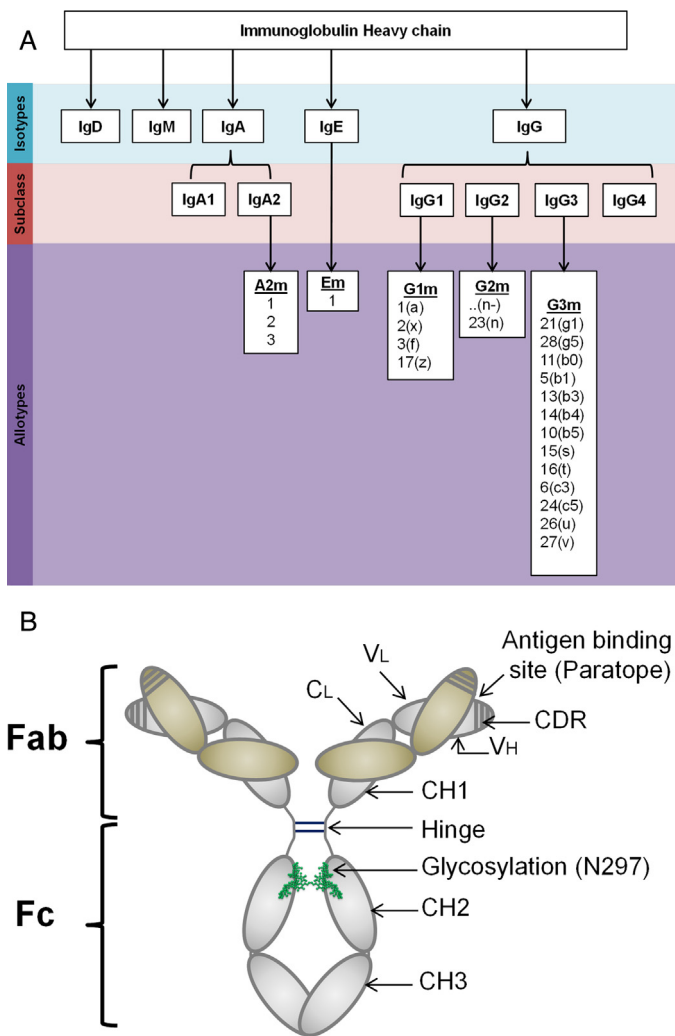 A
Immunoglobulin Heavy chain
Isotypes
IgD IgM IgA IgE IgG
Subclass
IgA1 IgA2 IgG1 IgG2 IgG3 IgG4
Allotypes
A2m
1
2
3
Em
1
G1m
1(a)
2(x)
3(f)
17(z)
G2m
..(n-)
23(n)
G3m
21(g1)
28(g5)
11(b0)
5(b1)
13(b3)
14(b4)
10(b5)
15(s)
16(t)
6(c3)
24(c5)
26(u)
27(v)
B
Fab
Fc
VL
CL
Antigen binding
site (Paratope)
CDR
VH
CH1
Hinge
Glycosylation (N297)
CH2
CH3